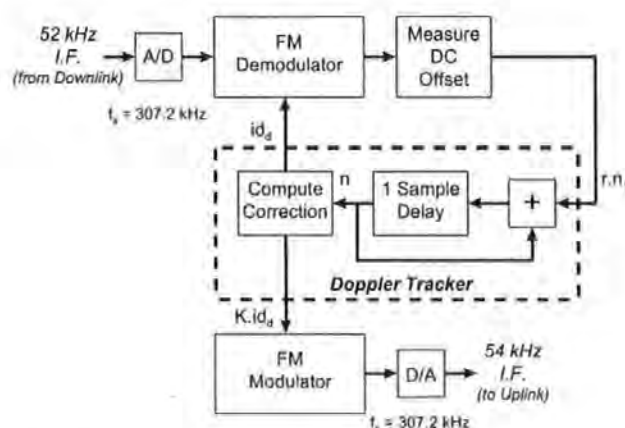 52 kHz
I.F.
(from Downlink)
A/D
FM
Demodulator
Measure
DC
Offset
fs = 307.2 kHz
idd
n
r.n
Compute
Correction
1 Sample
Delay
+
Doppler Tracker
K.idd
FM
Modulator
D/A
54 kHz
I.F.
(to Uplink)
= 307.2 kHz